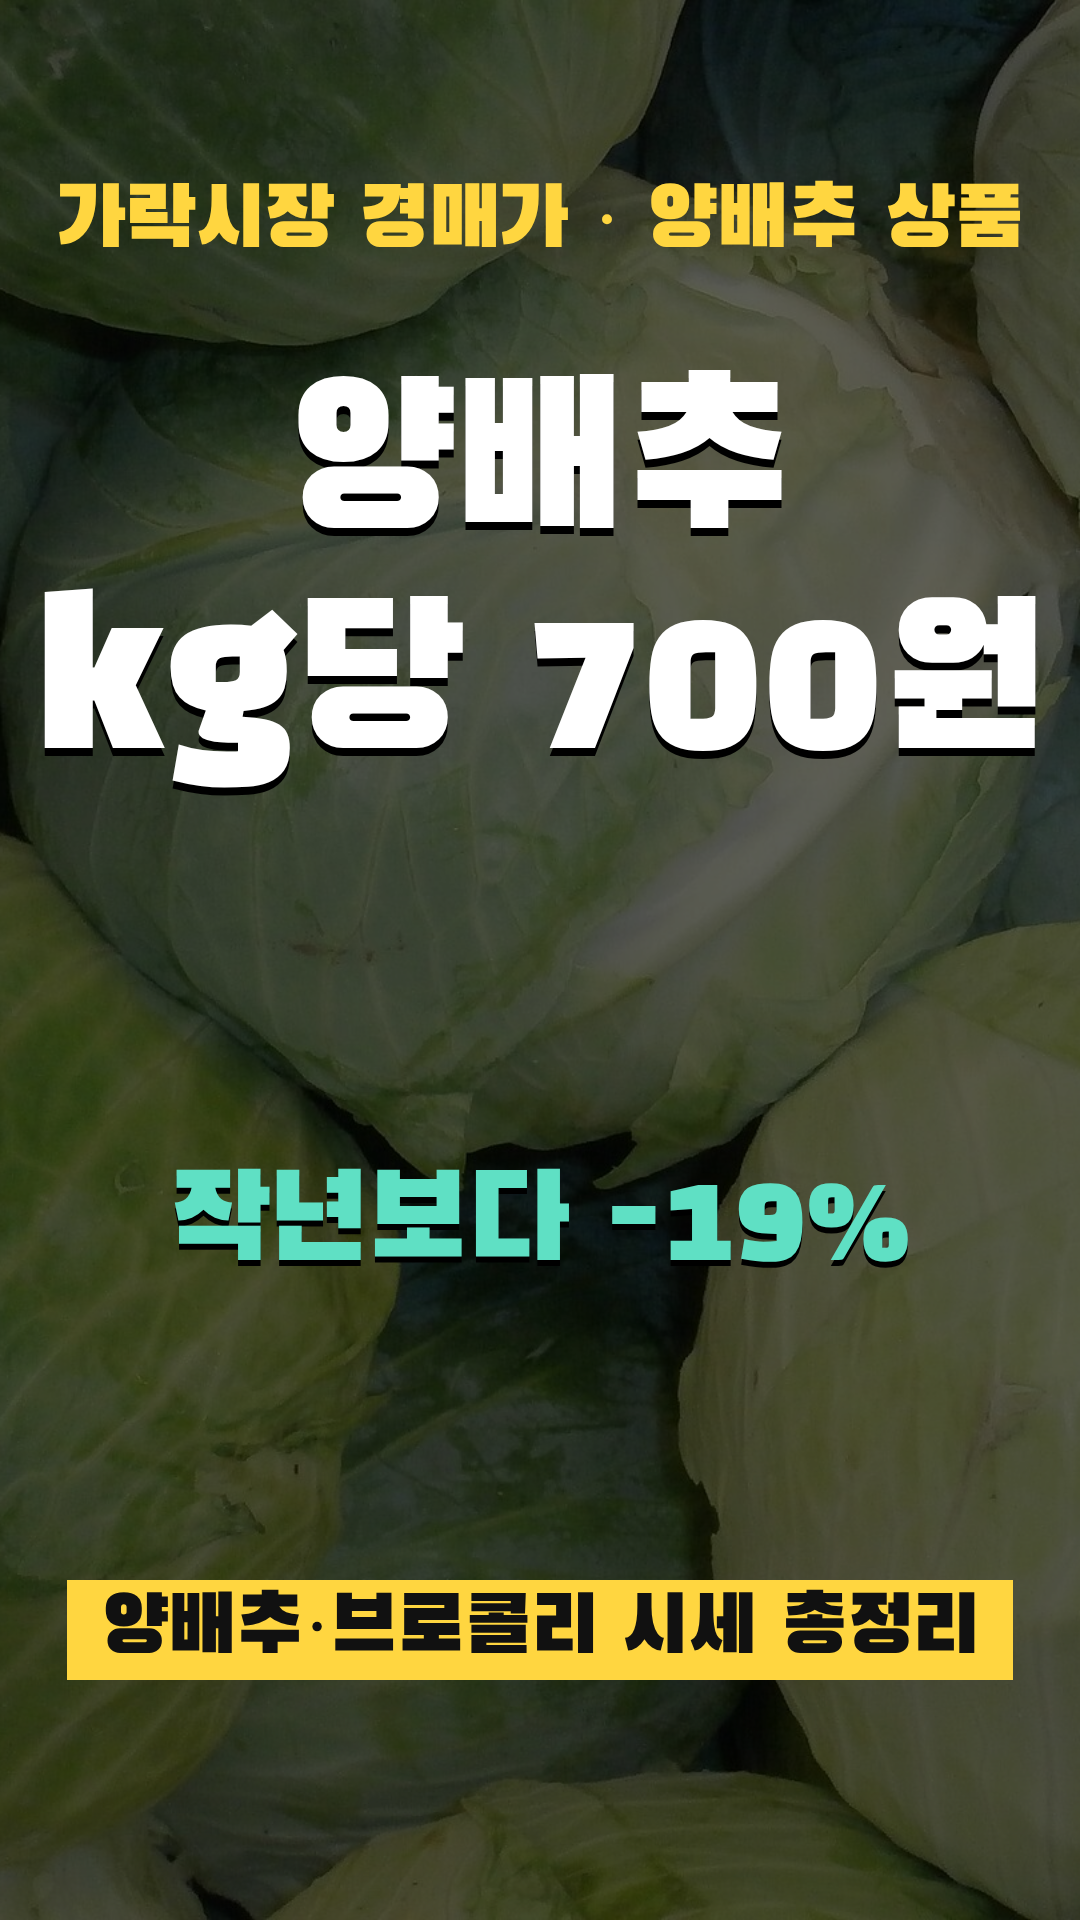 가락시장 경매가 · 양배추 상품
양배추
kg당 700원
작년보다 -19%
양배추·브로콜리 시세 총정리